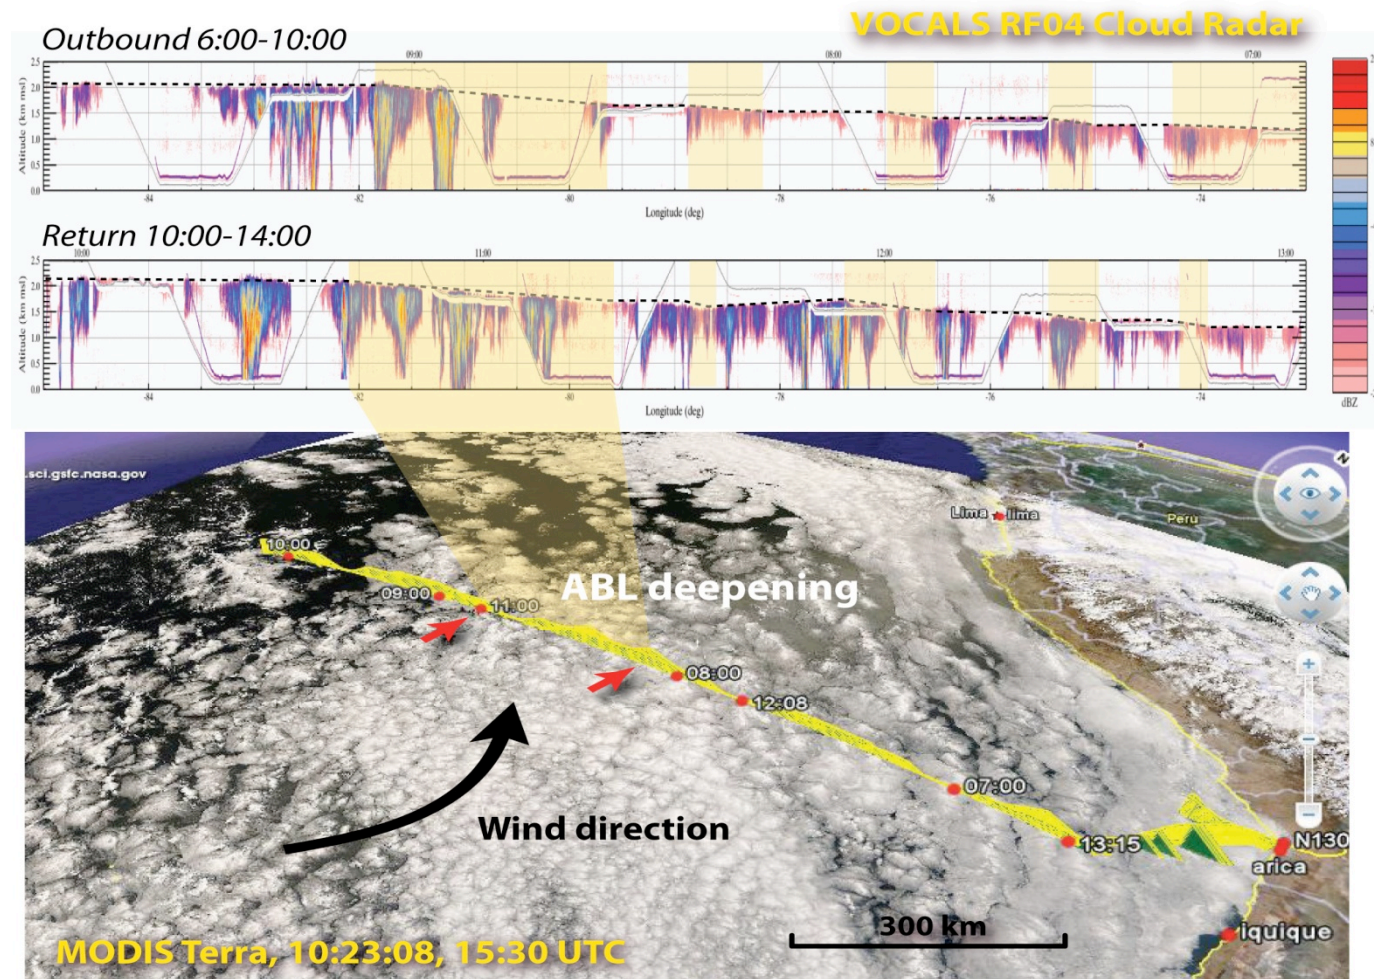 VOCALS RF04 Cloud Radar
Outbound 6:00-10:00
09:00 08:00 07:00
2.5
2.0
1.5
1.0
0.5
0.0
Altitude (km msl)
-84 -82 -80 -78 -76 -74
Longitude (deg)
Return 10:00-14:00
10:00 11:00 12:00 13:00
2.5
2.0
1.5
1.0
0.5
0.0
Altitude (km msl)
-84 -82 -80 -78 -76 -74
Longitude (deg)
dBZ
.sci.gsfc.nasa.gov
N
Lima lima
Peru
10:00
09:00
11:00
ABL deepening
08:00
12:08
07:00
Wind direction
13:15
N130
arica
300 km
iquique
MODIS Terra, 10:23:08, 15:30 UTC